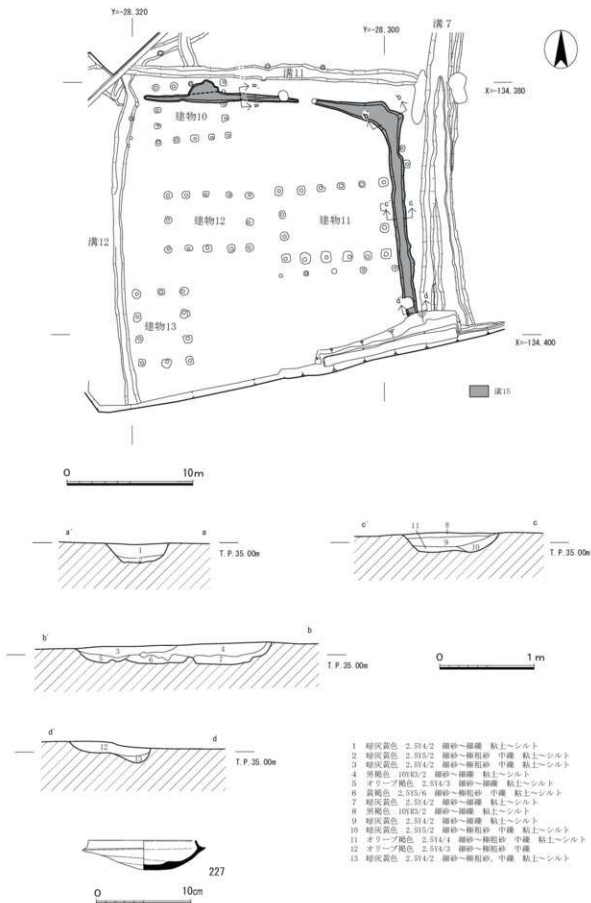 Y=-28,320
Y=-28,300
溝7
溝11
X=-134,380
a'
a
b'
b
建物10
建物12
建物11
c'
c
溝12
建物13
d'
d
X=-134,400
溝15
0 10m
a' a
1
2
T.P.35.00m
c' c
11 8
9
10
T.P.35.00m
b' b
3 4
5 6 7
T.P.35.00m
0 1m
d' d
12
13
T.P.35.00m
1 暗灰黄色 2.5Y4/2 細砂～細礫 粘土～シルト
2 暗灰黄色 2.5Y5/2 細砂～極粗砂 中礫 粘土～シルト
3 暗灰黄色 2.5Y4/2 細砂～極粗砂 中礫 粘土～シルト
4 黒褐色 10YR3/2 細砂～細礫 粘土～シルト
5 オリーブ褐色 2.5Y4/3 細砂～細礫 粘土～シルト
6 黄褐色 2.5Y5/6 細砂～極粗砂 中礫 粘土～シルト
7 暗灰黄色 2.5Y4/2 細砂～細礫 粘土～シルト
8 黒褐色 10YR3/2 細砂～細礫 粘土～シルト
9 暗灰黄色 2.5Y4/2 細砂～細礫 粘土～シルト
10 暗灰黄色 2.5Y5/2 細砂～極粗砂 中礫 粘土～シルト
11 オリーブ褐色 2.5Y4/4 細砂～極粗砂 中礫 粘土～シルト
12 オリーブ褐色 2.5Y4/3 細砂～極粗砂 中礫
13 暗灰黄色 2.5Y4/2 細砂～極粗砂、中礫 粘土～シルト
227
0 10cm